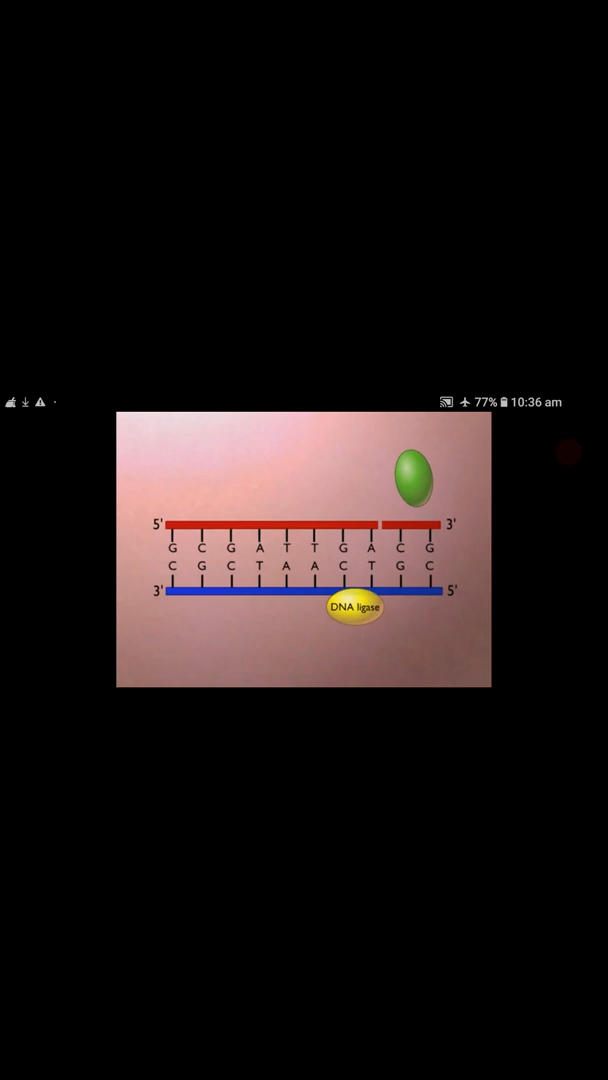 77% 10:36 am
5' 3'
G C G A T T G A C G
C G C T A A C T G C
3' 5'
DNA ligase